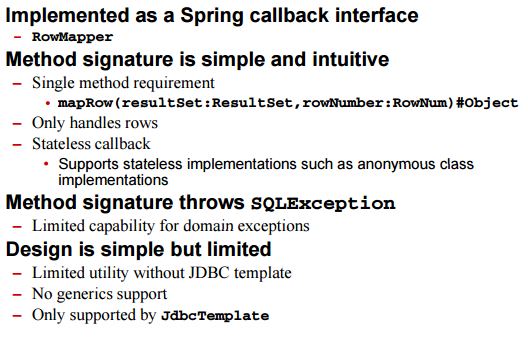 Implemented as a Spring callback interface
– RowMapper
Method signature is simple and intuitive
– Single method requirement
• mapRow(resultSet:ResultSet,rowNumber:RowNum)#Object
– Only handles rows
– Stateless callback
• Supports stateless implementations such as anonymous class
implementations
Method signature throws SQLException
– Limited capability for domain exceptions
Design is simple but limited
– Limited utility without JDBC template
– No generics support
– Only supported by JdbcTemplate